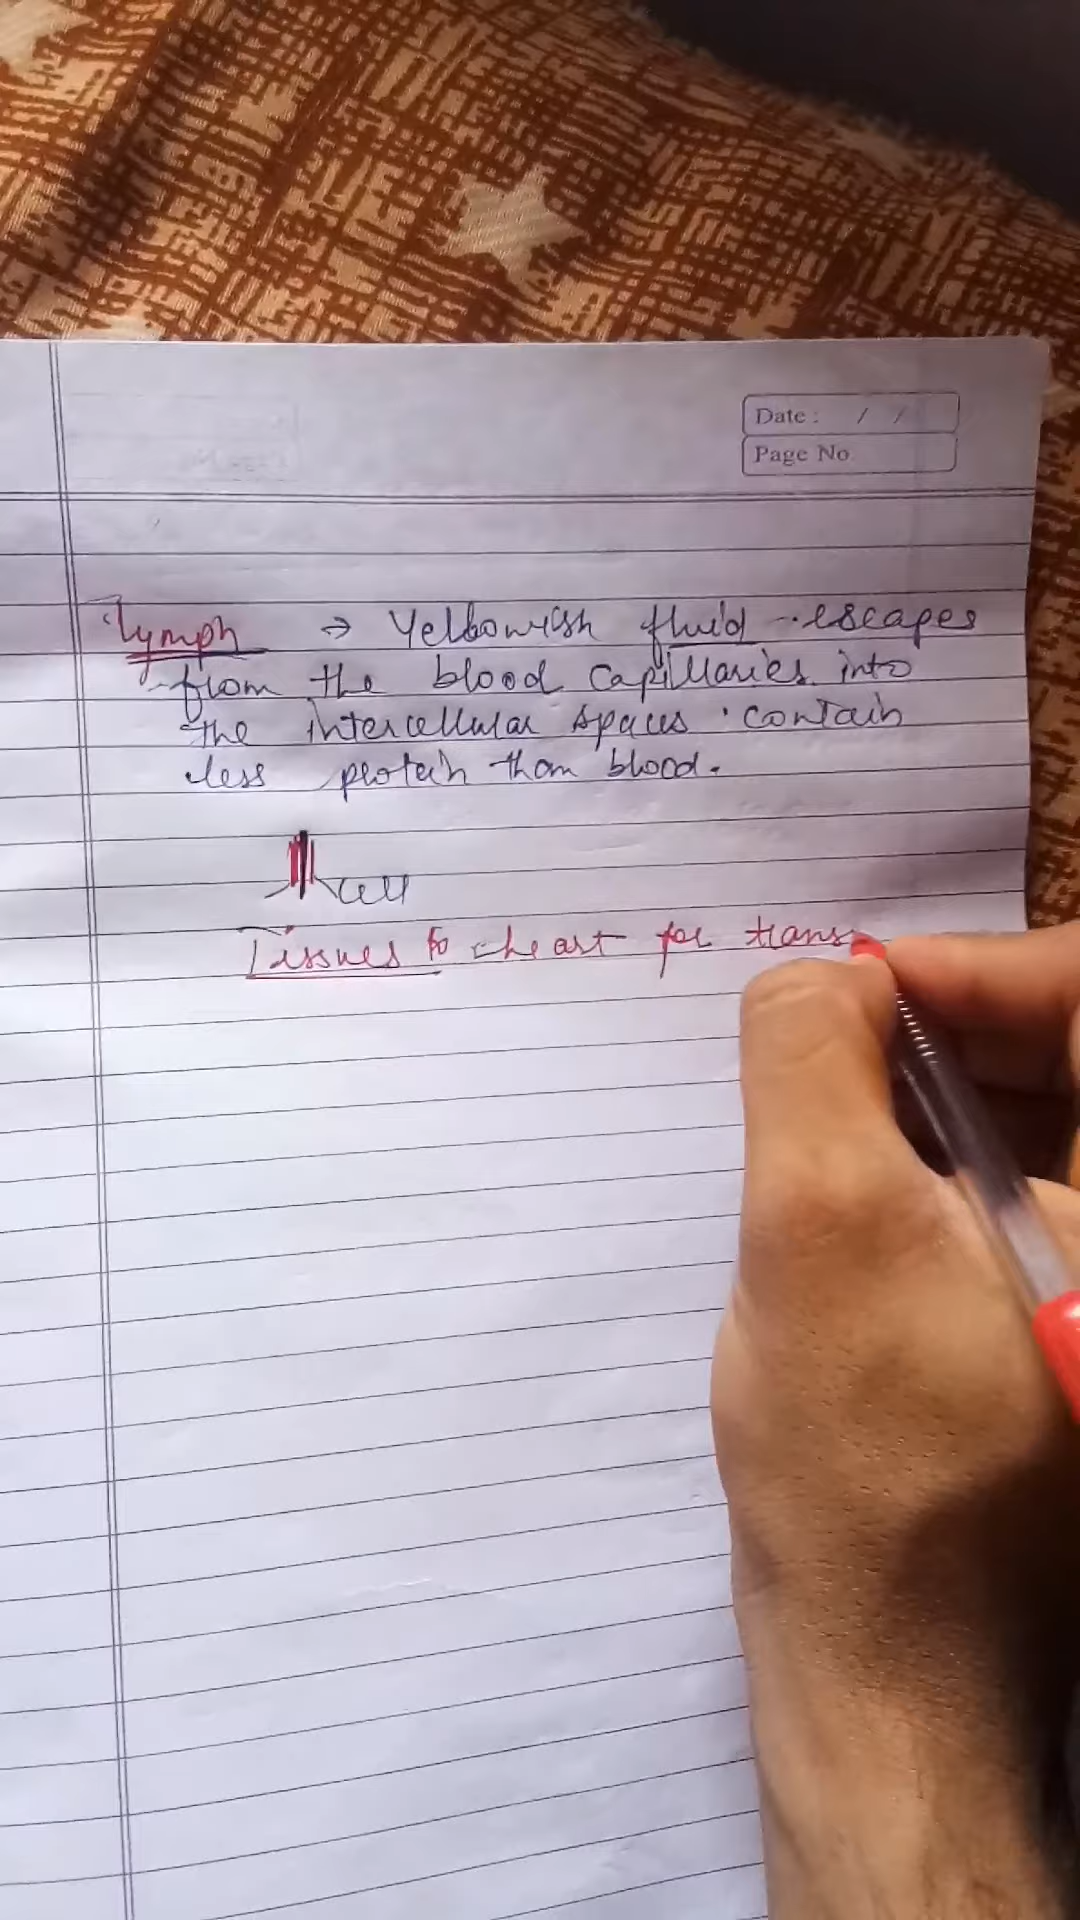 Date : / /
Page No.
Lymph → Yellowish fluid escapes
from the blood capillaries into
the intercellular spaces . contain
less protein than blood.
cell
Tissues to heart for trans